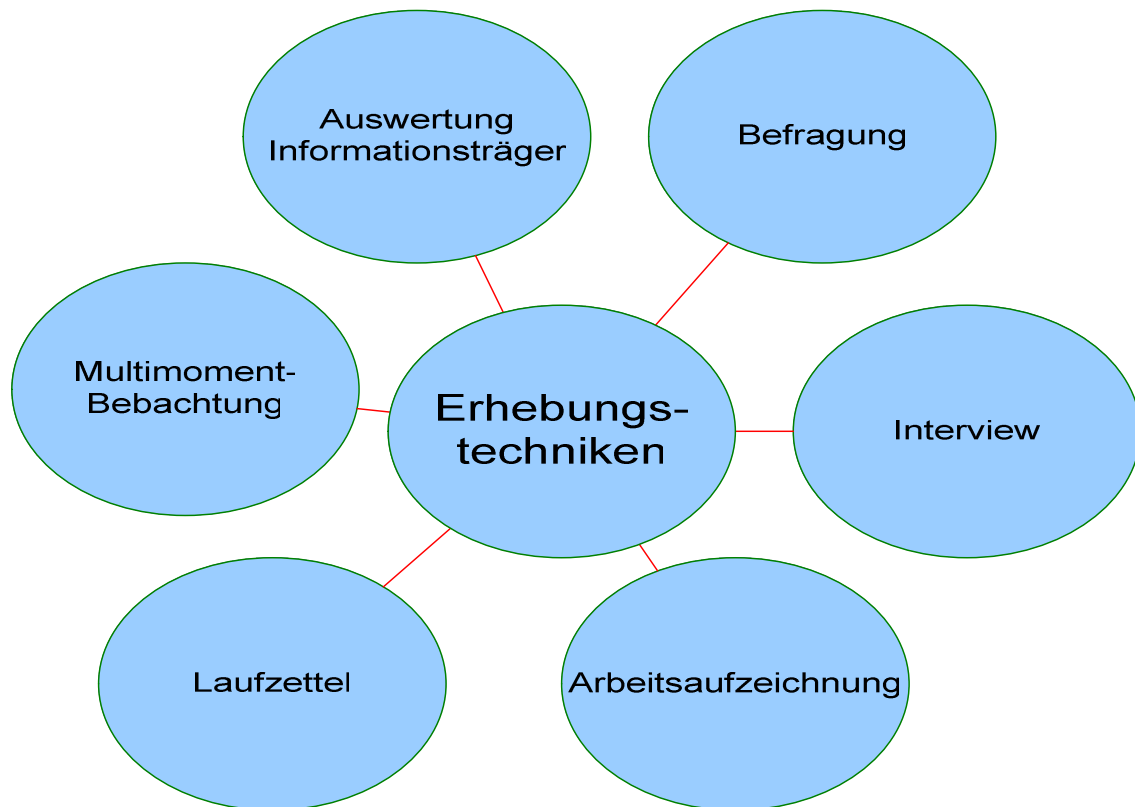 Auswertung
Informationsträger
Befragung
Multimoment-
Bebachtung
Erhebungs-
techniken
Interview
Laufzettel
Arbeitsaufzeichnung